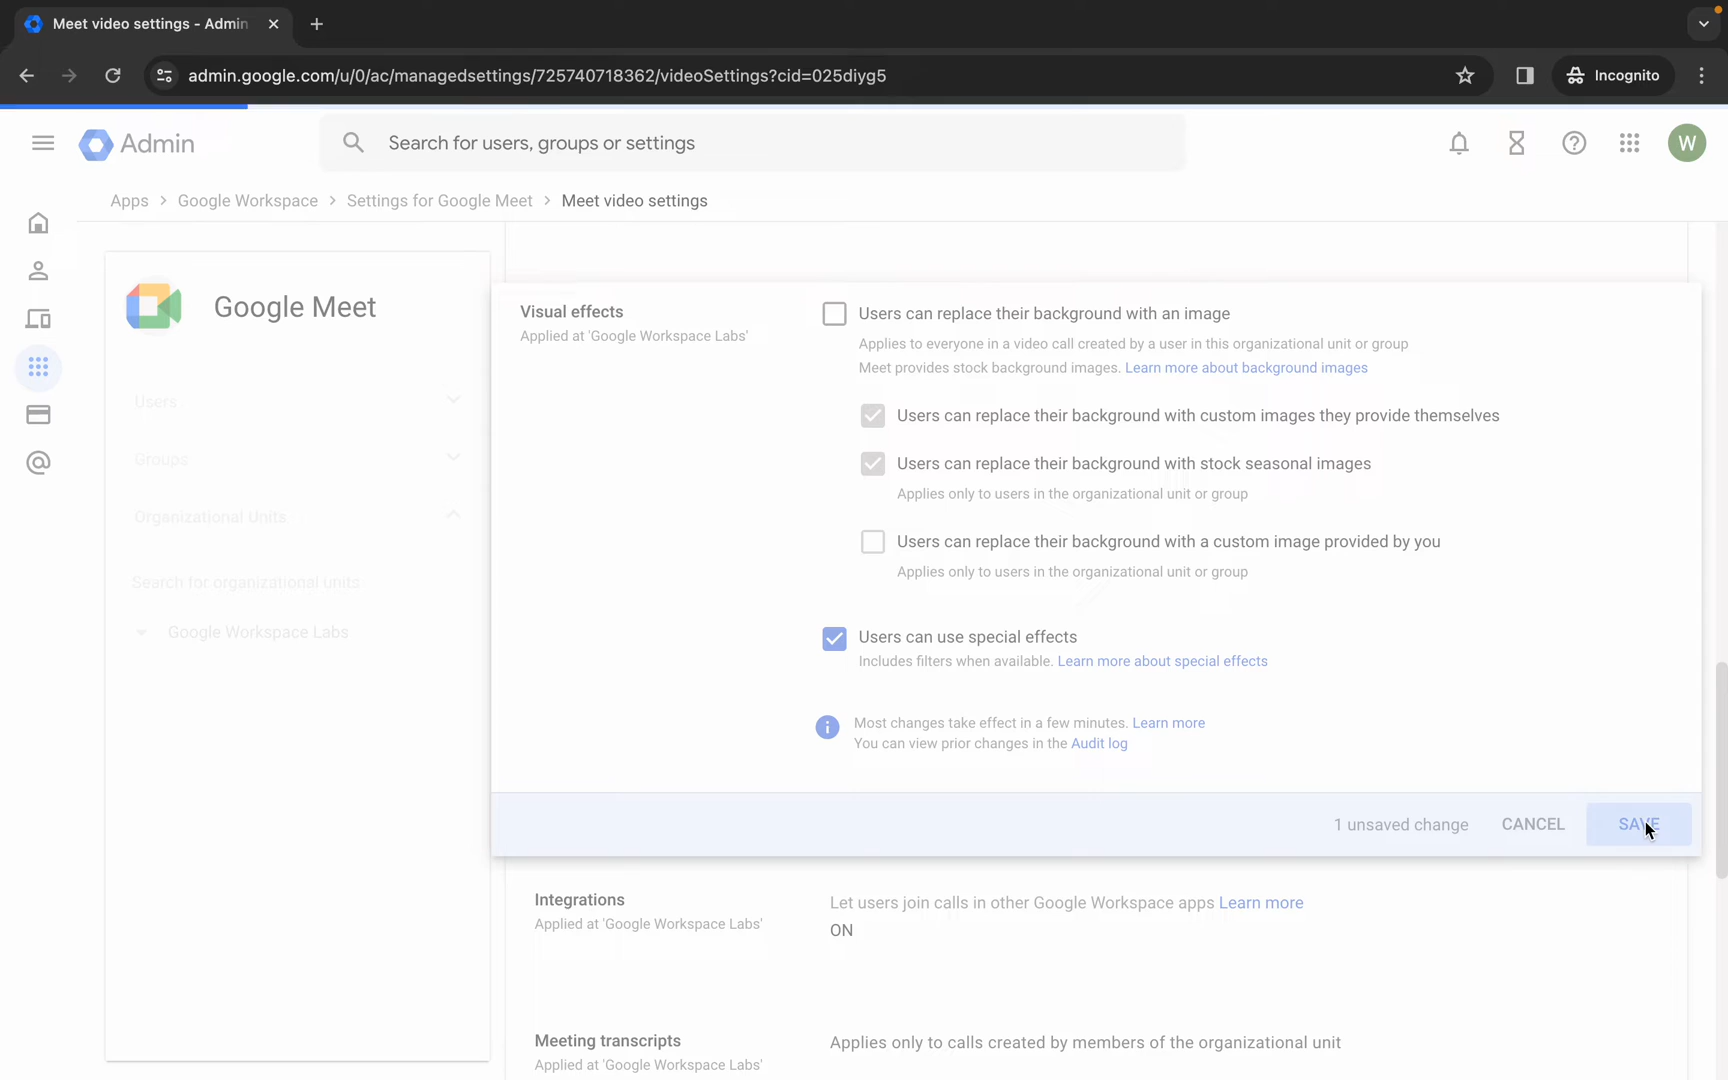 Meet video settings - Admin
admin.google.com/u/0/ac/managedsettings/725740718362/videoSettings?cid=025diyg5
Incognito
Admin
Search for users, groups or settings
W
Apps > Google Workspace > Settings for Google Meet > Meet video settings
Google Meet
Users
Groups
Organizational Units
Search for organizational units
Google Workspace Labs
Visual effects
Applied at 'Google Workspace Labs'
Users can replace their background with an image
Applies to everyone in a video call created by a user in this organizational unit or group
Meet provides stock background images. Learn more about background images
Users can replace their background with custom images they provide themselves
Users can replace their background with stock seasonal images
Applies only to users in the organizational unit or group
Users can replace their background with a custom image provided by you
Applies only to users in the organizational unit or group
Users can use special effects
Includes filters when available. Learn more about special effects
Most changes take effect in a few minutes. Learn more
You can view prior changes in the Audit log
1 unsaved change CANCEL SAVE
Integrations
Applied at 'Google Workspace Labs'
Let users join calls in other Google Workspace apps Learn more
ON
Meeting transcripts
Applied at 'Google Workspace Labs'
Applies only to calls created by members of the organizational unit